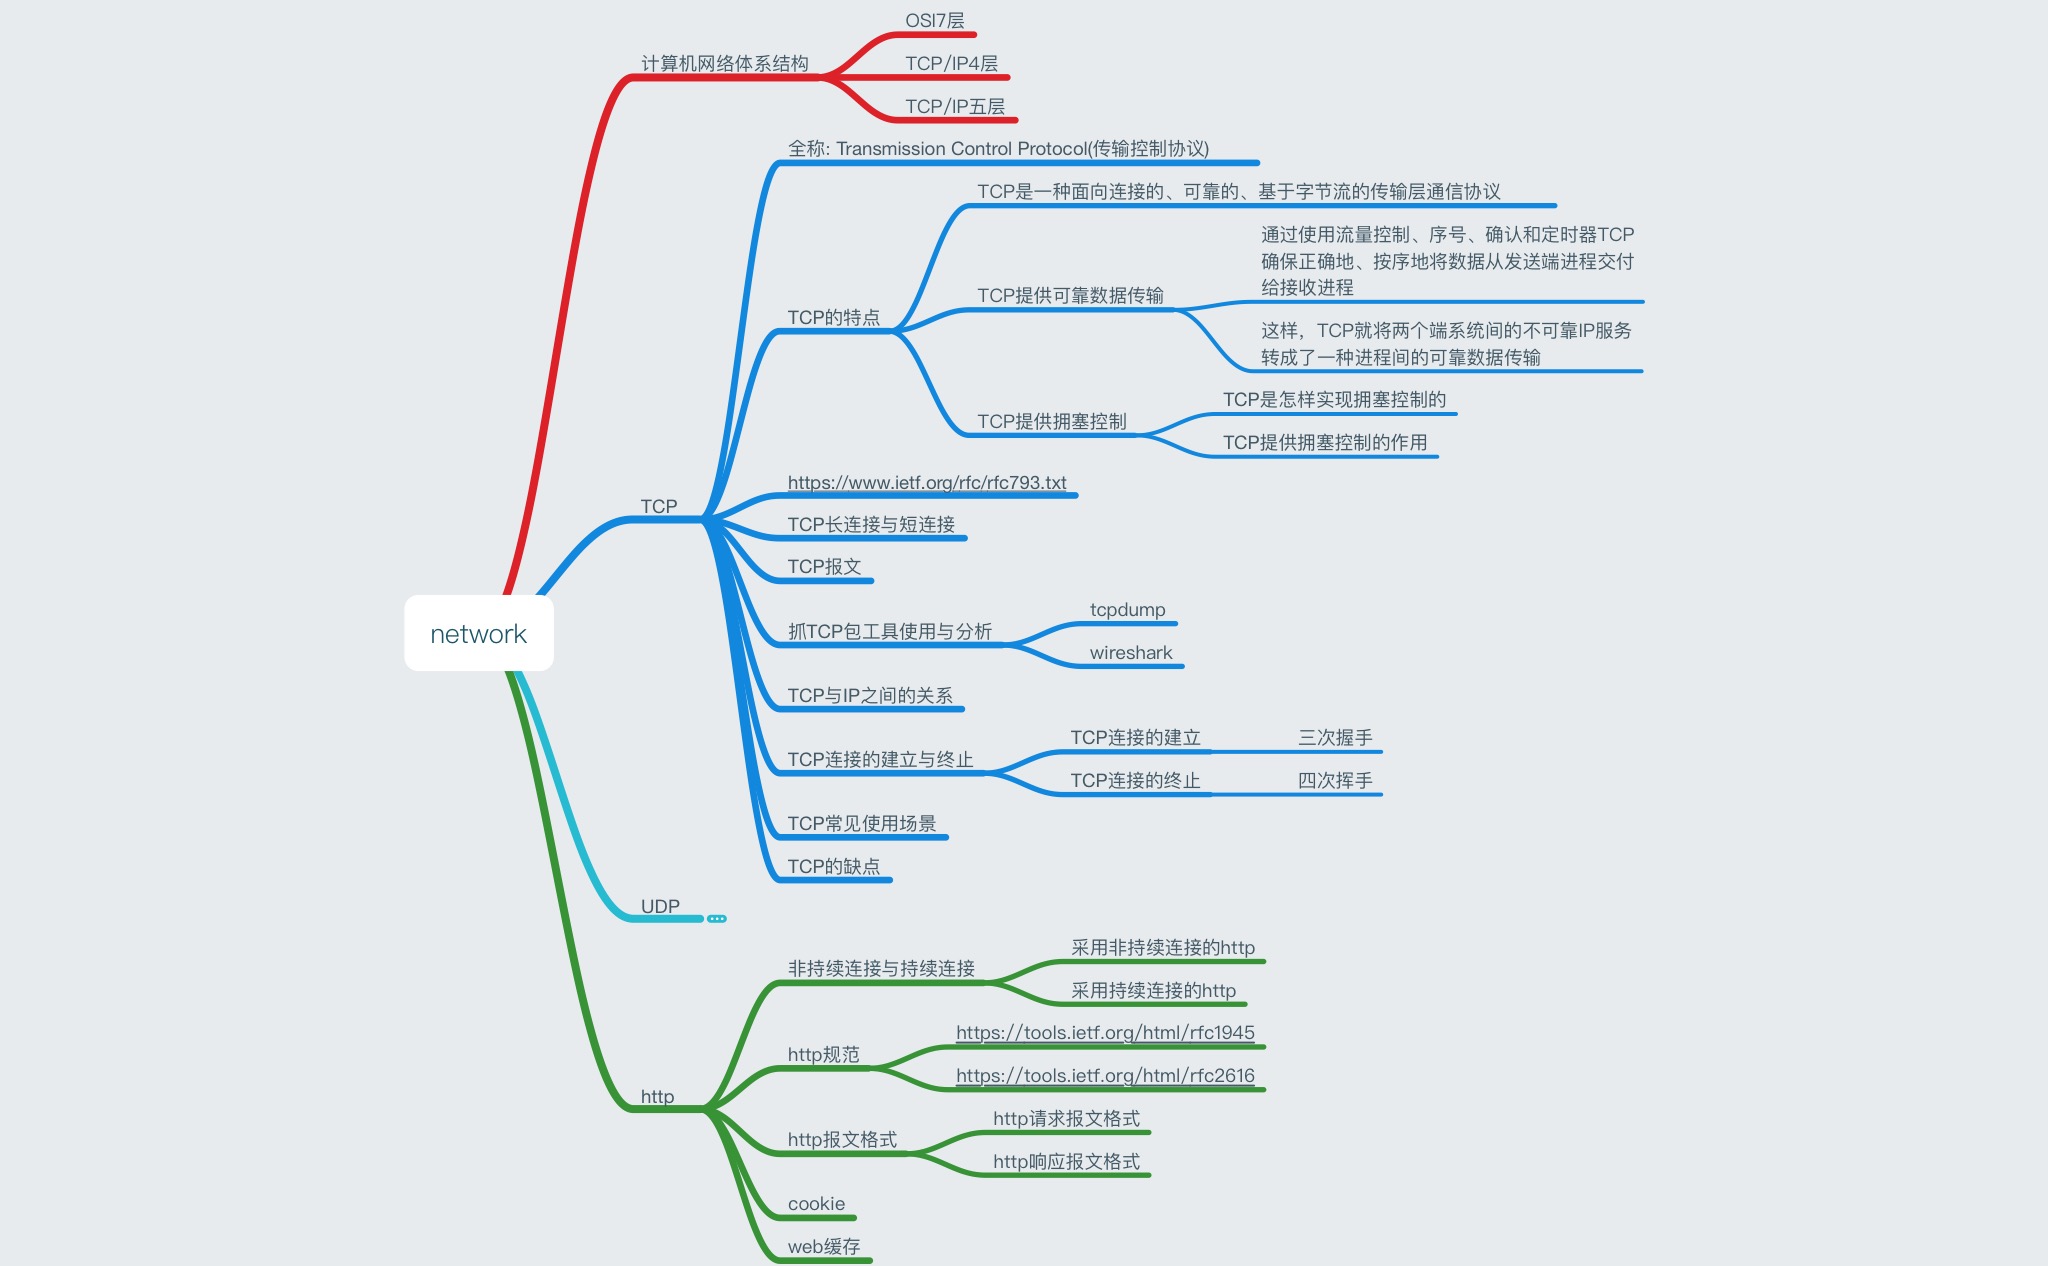 OSI7层
计算机网络体系结构
TCP/IP4层
TCP/IP五层
全称: Transmission Control Protocol(传输控制协议)
TCP是一种面向连接的、可靠的、基于字节流的传输层通信协议
通过使用流量控制、序号、确认和定时器TCP
确保正确地、按序地将数据从发送端进程交付
给接收进程
TCP提供可靠数据传输
TCP的特点
这样，TCP就将两个端系统间的不可靠IP服务
转成了一种进程间的可靠数据传输
TCP是怎样实现拥塞控制的
TCP提供拥塞控制
TCP提供拥塞控制的作用
https://www.ietf.org/rfc/rfc793.txt
TCP
TCP长连接与短连接
TCP报文
tcpdump
抓TCP包工具使用与分析
network
wireshark
TCP与IP之间的关系
TCP连接的建立
三次握手
TCP连接的建立与终止
TCP连接的终止
四次挥手
TCP常见使用场景
TCP的缺点
UDP
采用非持续连接的http
非持续连接与持续连接
采用持续连接的http
https://tools.ietf.org/html/rfc1945
http规范
https://tools.ietf.org/html/rfc2616
http
http请求报文格式
http报文格式
http响应报文格式
cookie
web缓存